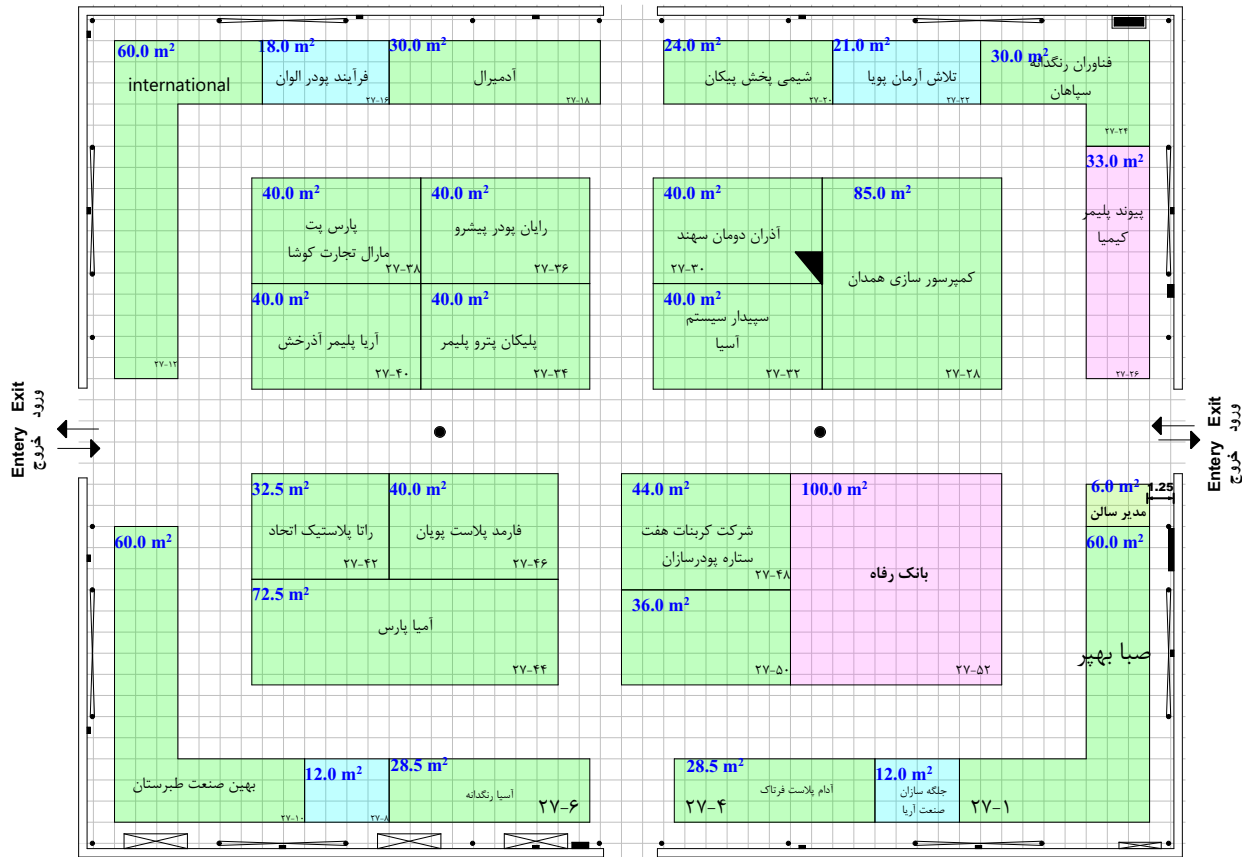 60.0 m²
international
۲۷-۱۲
18.0 m²
فرآیند پودر الوان
۲۷-۱۶
30.0 m²
آدمیرال
۲۷-۱۸
24.0 m²
شیمی پخش پیکان
۲۷-۲۰
21.0 m²
تلاش آرمان پویا
۲۷-۲۲
30.0 m²
فناوران رنگدانه
سپاهان
۲۷-۲۴
33.0 m²
پیوند پلیمر
کیمیا
۲۷-۲۶
40.0 m²
پارس پت
مارال تجارت کوشا
۲۷-۳۸
40.0 m²
رایان پودر پیشرو
۲۷-۳۶
40.0 m²
آذران دومان سهند
۲۷-۳۰
85.0 m²
کمپرسور سازی همدان
۲۷-۲۸
40.0 m²
آریا پلیمر آذرخش
۲۷-۴۰
40.0 m²
پلیکان پترو پلیمر
۲۷-۳۴
40.0 m²
سپیدار سیستم
آسیا
۲۷-۳۲
Entery Exit
ورود خروج
Entery Exit
ورود خروج
32.5 m²
راتا پلاستیک اتحاد
۲۷-۴۲
40.0 m²
فارمد پلاست پویان
۲۷-۴۶
44.0 m²
شرکت کربنات هفت
ستاره پودرسازان
۲۷-۴۸
100.0 m²
بانک رفاه
۲۷-۵۲
6.0 m²
1.25
مدیر سالن
60.0 m²
صبا بهپر
۲۷-۱
72.5 m²
آمیا پارس
۲۷-۴۴
36.0 m²
۲۷-۵۰
60.0 m²
بهین صنعت طبرستان
۲۷-۱۰
12.0 m²
۲۷-۸
28.5 m²
آسیا رنگدانه
۲۷-۶
28.5 m²
آدام پلاست فرتاک
۲۷-۴
12.0 m²
جلگه سازان
صنعت آریا